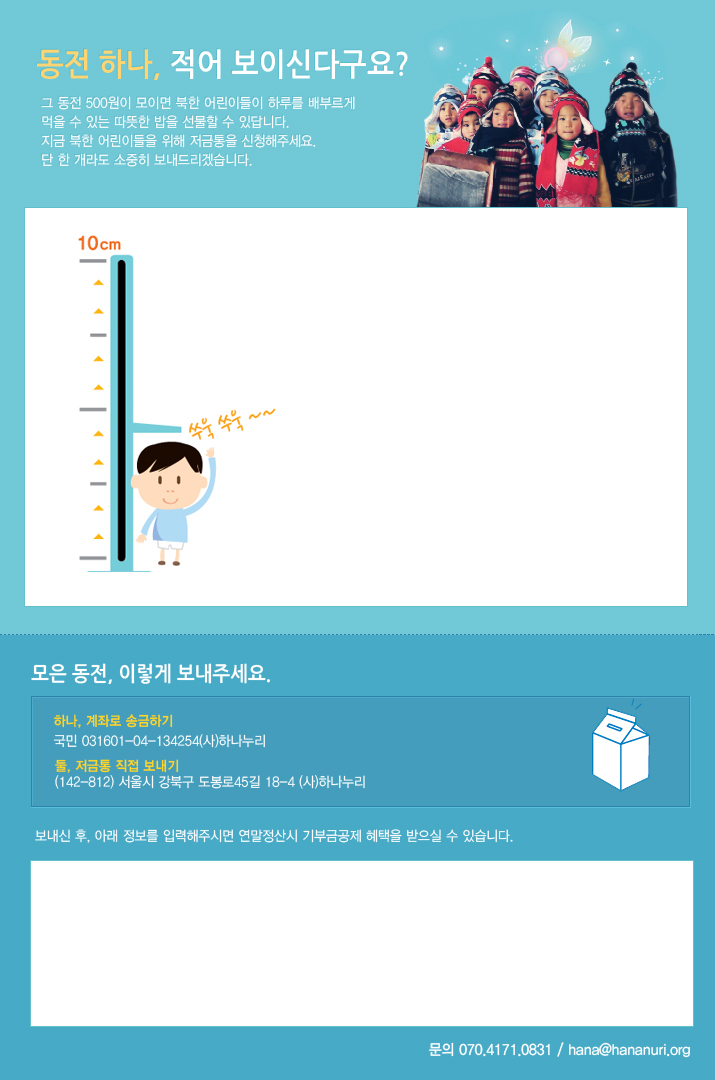 동전 하나, 적어 보이신다구요?
그 동전 500원이 모이면 북한 어린이들이 하루를 배부르게
먹을 수 있는 따뜻한 밥을 선물할 수 있답니다.
지금 북한 어린이들을 위해 저금통을 신청해주세요.
단 한 개라도 소중히 보내드리겠습니다.
10cm
쑤욱 쑤욱 ~~
모은 동전, 이렇게 보내주세요.
하나, 계좌로 송금하기
국민 031601-04-134254(사)하나누리
둘, 저금통 직접 보내기
(142-812) 서울시 강북구 도봉로45길 18-4 (사)하나누리
보내신 후, 아래 정보를 입력해주시면 연말정산시 기부금공제 혜택을 받으실 수 있습니다.
문의 070.4171.0831 / hana@hananuri.org